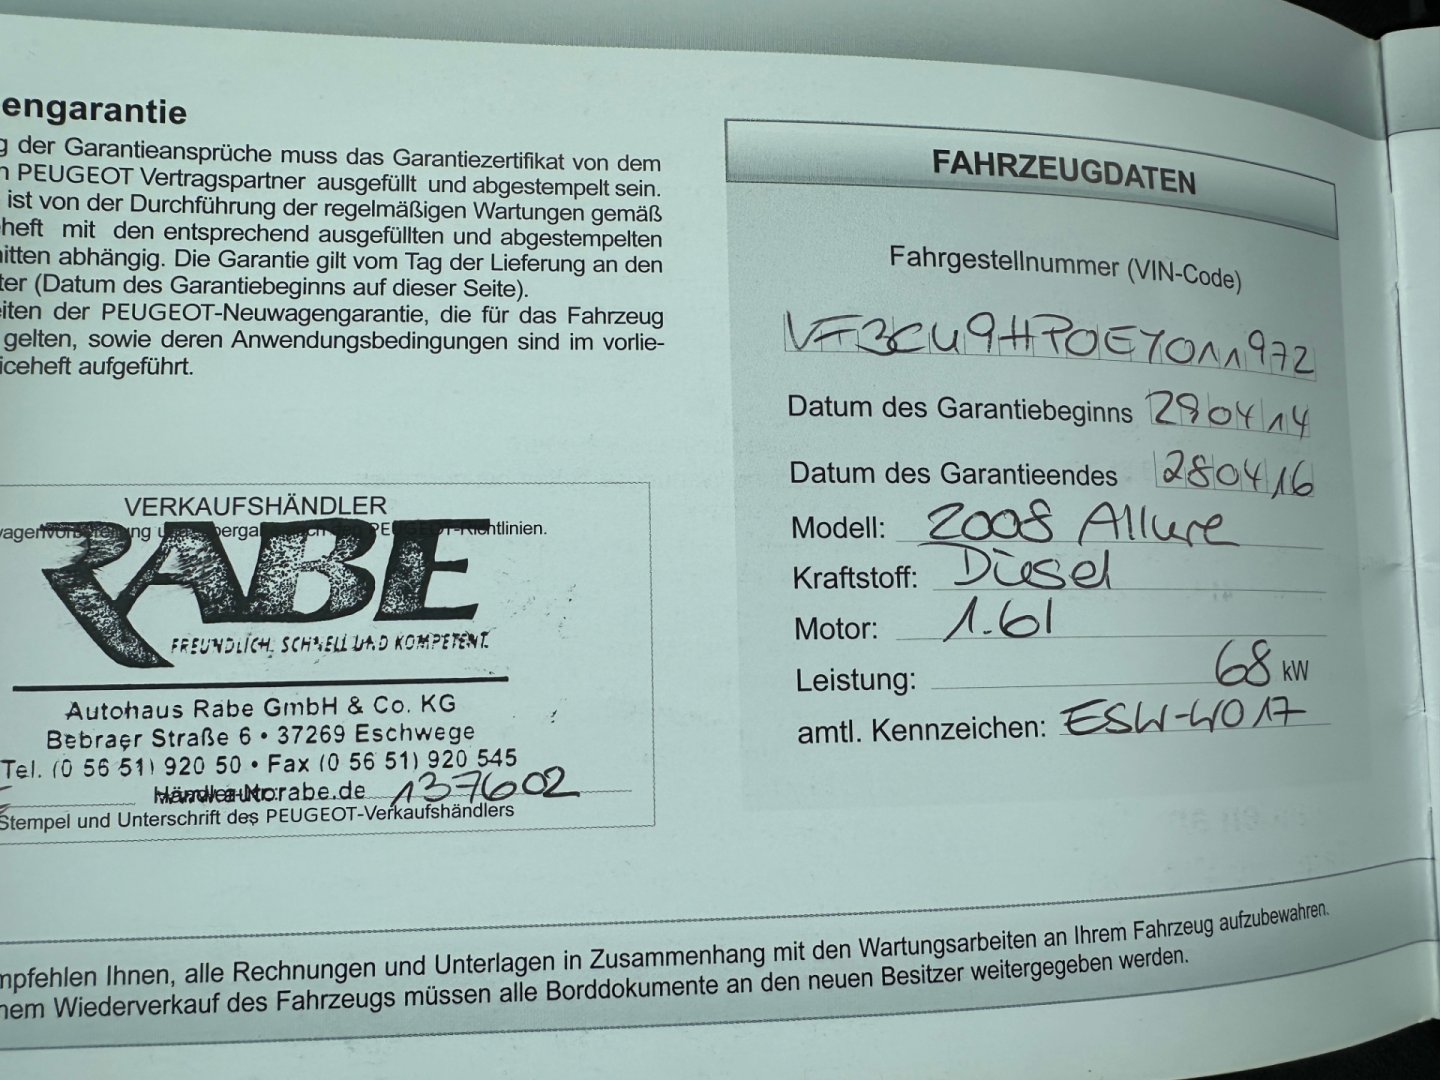 engarantie
g der Garantieansprüche muss das Garantiezertifikat von dem
n PEUGEOT Vertragspartner ausgefüllt und abgestempelt sein.
ist von der Durchführung der regelmäßigen Wartungen gemäß
heft mit den entsprechend ausgefüllten und abgestempelten
nitten abhängig. Die Garantie gilt vom Tag der Lieferung an den
ter (Datum des Garantiebeginns auf dieser Seite).
eiten der PEUGEOT-Neuwagengarantie, die für das Fahrzeug
gelten, sowie deren Anwendungsbedingungen sind im vorlie-
iceheft aufgeführt.
VERKAUFSHÄNDLER
RABE
FREUNDLICH, SCHNELL UND KOMPETENT.
Autohaus Rabe GmbH & Co. KG
Bebraer Straße 6 • 37269 Eschwege
Tel. (0 56 51) 920 50 • Fax (0 56 51) 920 545
137602
Stempel und Unterschrift des PEUGEOT-Verkaufshändlers
FAHRZEUGDATEN
Fahrgestellnummer (VIN-Code)
VF3CU9HP0EY011972
Datum des Garantiebeginns 290414
Datum des Garantieendes 280416
Modell: 2008 Allure
Kraftstoff: Diesel
Motor: 1.6l
Leistung: 68 kW
amtl. Kennzeichen: ESW-WO17
mpfehlen Ihnen, alle Rechnungen und Unterlagen in Zusammenhang mit den Wartungsarbeiten an Ihrem Fahrzeug aufzubewahren.
nem Wiederverkauf des Fahrzeugs müssen alle Borddokumente an den neuen Besitzer weitergegeben werden.